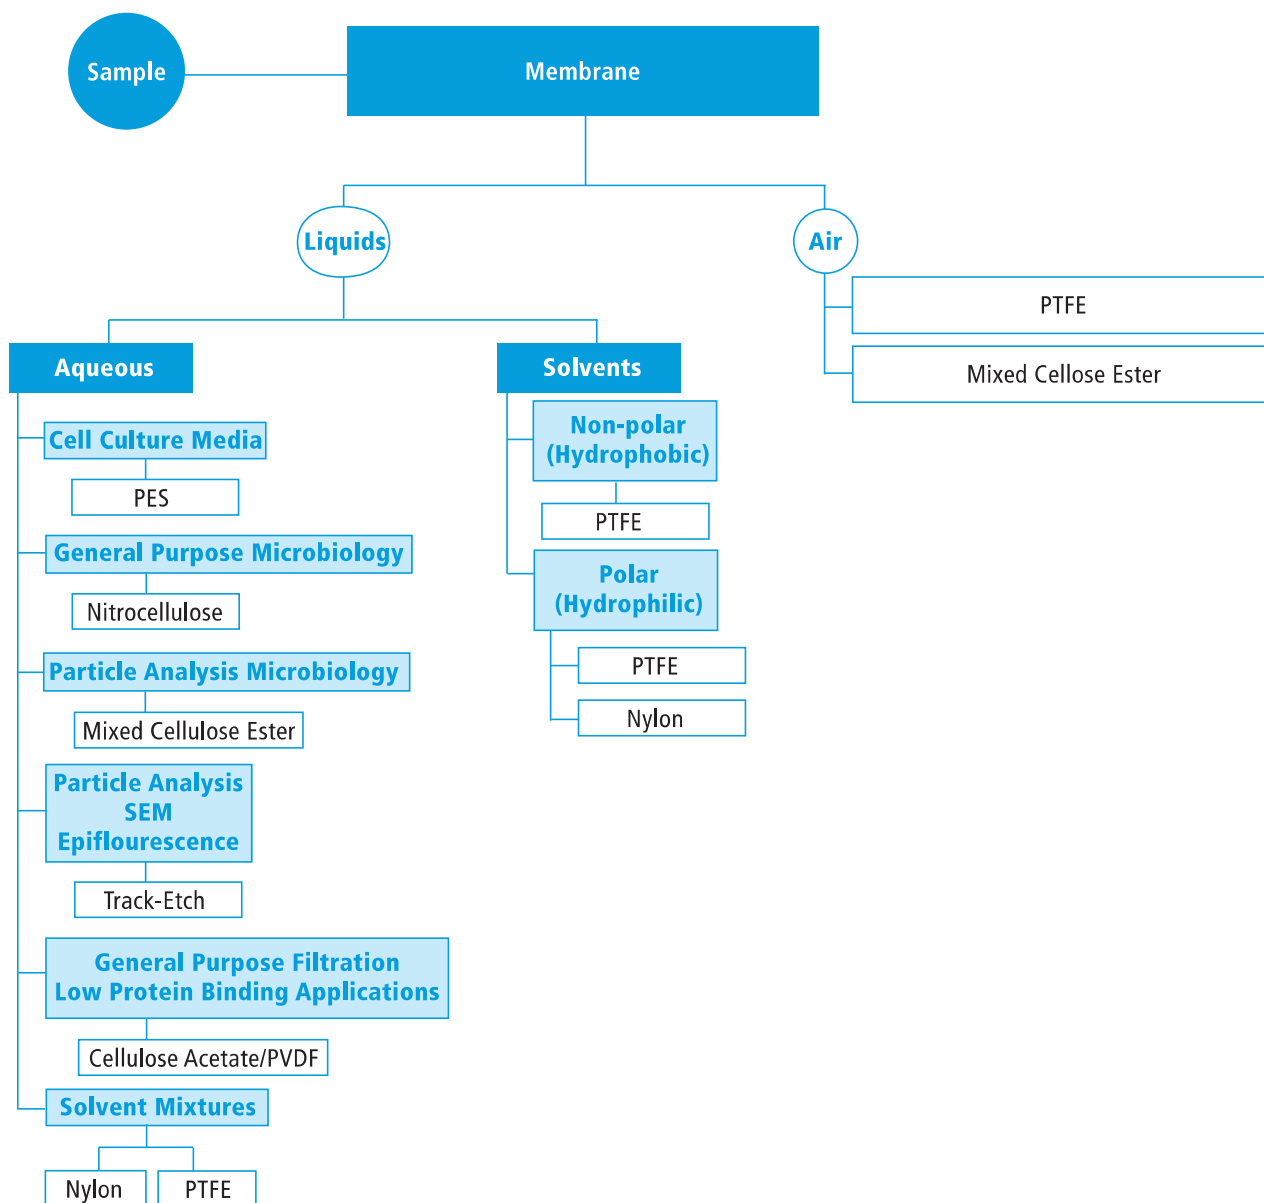 Sample
Membrane
Liquids
Air
PTFE
Mixed Cellose Ester
Aqueous
Cell Culture Media
PES
General Purpose Microbiology
Nitrocellulose
Particle Analysis Microbiology
Mixed Cellulose Ester
Particle Analysis
SEM
Epiflourescence
Track-Etch
General Purpose Filtration
Low Protein Binding Applications
Cellulose Acetate/PVDF
Solvent Mixtures
Nylon
PTFE
Solvents
Non-polar
(Hydrophobic)
PTFE
Polar
(Hydrophilic)
PTFE
Nylon